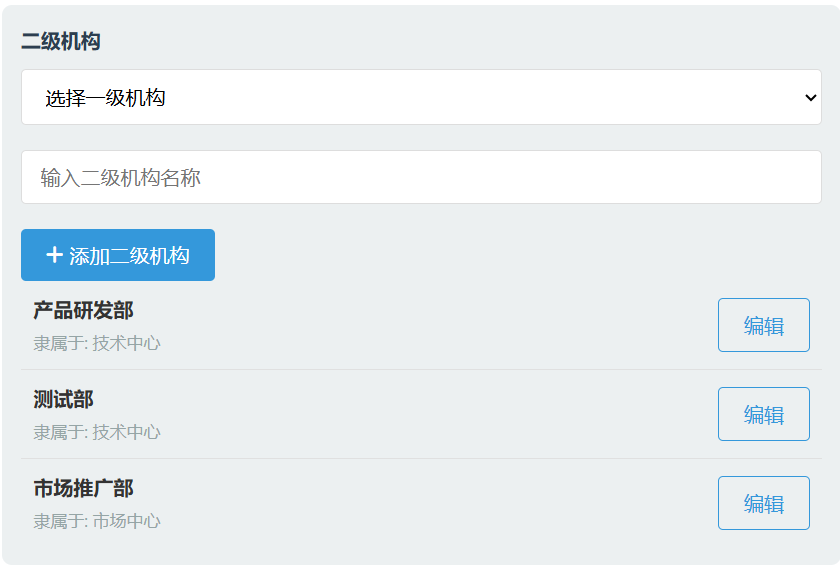 二级机构
选择一级机构
输入二级机构名称
+ 添加二级机构
产品研发部
编辑
隶属于: 技术中心
测试部
编辑
隶属于: 技术中心
市场推广部
编辑
隶属于: 市场中心